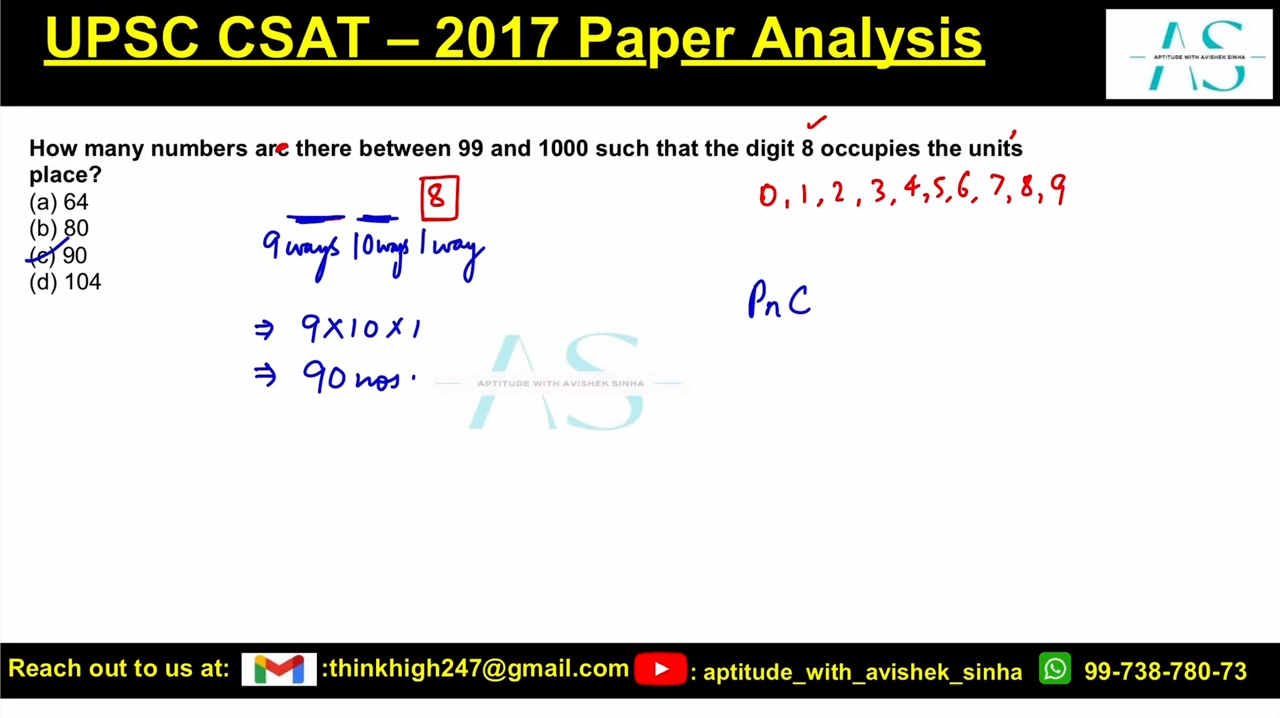 UPSC CSAT – 2017 Paper Analysis
AS
APTITUDE WITH AVISHEK SINHA
How many numbers are there between 99 and 1000 such that the digit 8 occupies the unit's
place?
(a) 64
(b) 80
(c) 90
(d) 104
8
0, 1, 2, 3, 4, 5, 6, 7, 8, 9
9 ways 10 ways 1 way
PnC
⇒ 9 × 10 × 1
⇒ 90 nos.
AS
APTITUDE WITH AVISHEK SINHA
Reach out to us at: :thinkhigh247@gmail.com : aptitude_with_avishek_sinha 99-738-780-73